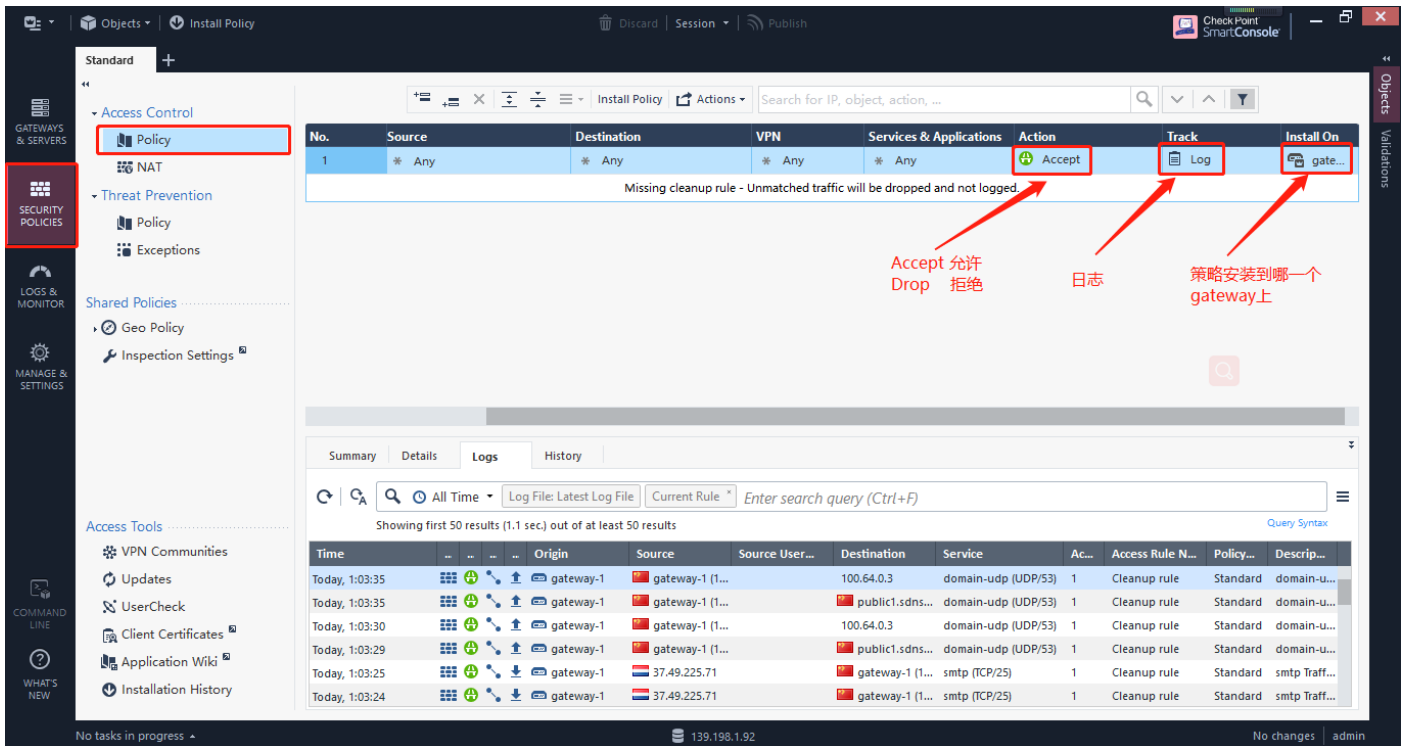 Objects
Install Policy
Discard
Session
Publish
Check Point
SmartConsole
Standard
GATEWAYS
& SERVERS
SECURITY
POLICIES
LOGS &
MONITOR
MANAGE &
SETTINGS
COMMAND
LINE
WHAT'S
NEW
Access Control
Policy
NAT
Threat Prevention
Policy
Exceptions
Shared Policies
Geo Policy
Inspection Settings
Access Tools
VPN Communities
Updates
UserCheck
Client Certificates
Application Wiki
Installation History
Install Policy Actions Search for IP, object, action, ...
No. Source Destination VPN Services & Applications Action Track Install On
1 Any Any Any Any Accept Log gate...
Missing cleanup rule - Unmatched traffic will be dropped and not logged.
Accept 允许
Drop 拒绝
日志
策略安装到哪一个
gateway上
Objects
Validations
Summary Details Logs History
All Time Log File: Latest Log File Current Rule Enter search query (Ctrl+F)
Showing first 50 results (1.1 sec.) out of at least 50 results
Query Syntax
Time ... ... ... ... Origin Source Source User... Destination Service Ac... Access Rule N... Policy... Descrip...
Today, 1:03:35 gateway-1 gateway-1 (1... 100.64.0.3 domain-udp (UDP/53) 1 Cleanup rule Standard domain-u...
Today, 1:03:35 gateway-1 gateway-1 (1... public1.sdns... domain-udp (UDP/53) 1 Cleanup rule Standard domain-u...
Today, 1:03:30 gateway-1 gateway-1 (1... 100.64.0.3 domain-udp (UDP/53) 1 Cleanup rule Standard domain-u...
Today, 1:03:29 gateway-1 gateway-1 (1... public1.sdns... domain-udp (UDP/53) 1 Cleanup rule Standard domain-u...
Today, 1:03:25 gateway-1 37.49.225.71 gateway-1 (1... smtp (TCP/25) 1 Cleanup rule Standard smtp Traff...
Today, 1:03:24 gateway-1 37.49.225.71 gateway-1 (1... smtp (TCP/25) 1 Cleanup rule Standard smtp Traff...
No tasks in progress
139.198.1.92
No changes
admin